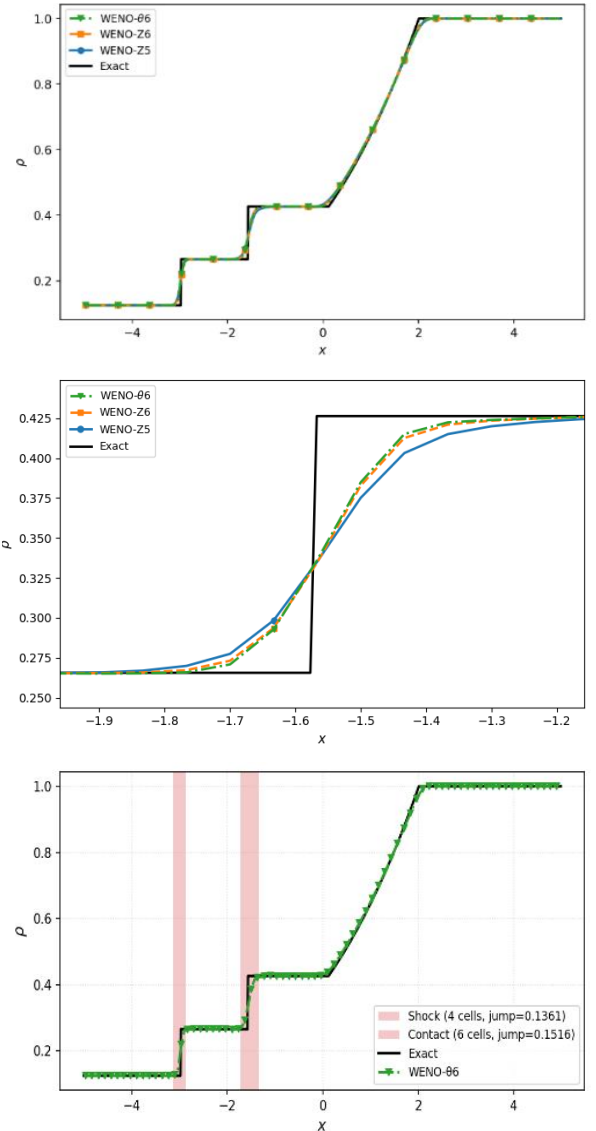 WENO-θ6
WENO-Z6
WENO-Z5
Exact
1.0
0.8
0.6
0.4
0.2
ρ
−4
−2
0
2
4
x
WENO-θ6
WENO-Z6
WENO-Z5
Exact
0.425
0.400
0.375
0.350
0.325
0.300
0.275
0.250
ρ
−1.9
−1.8
−1.7
−1.6
−1.5
−1.4
−1.3
−1.2
x
1.0
0.8
0.6
0.4
0.2
ρ
Shock (4 cells, jump=0.1361)
Contact (6 cells, jump=0.1516)
Exact
WENO-θ6
−4
−2
0
2
4
x